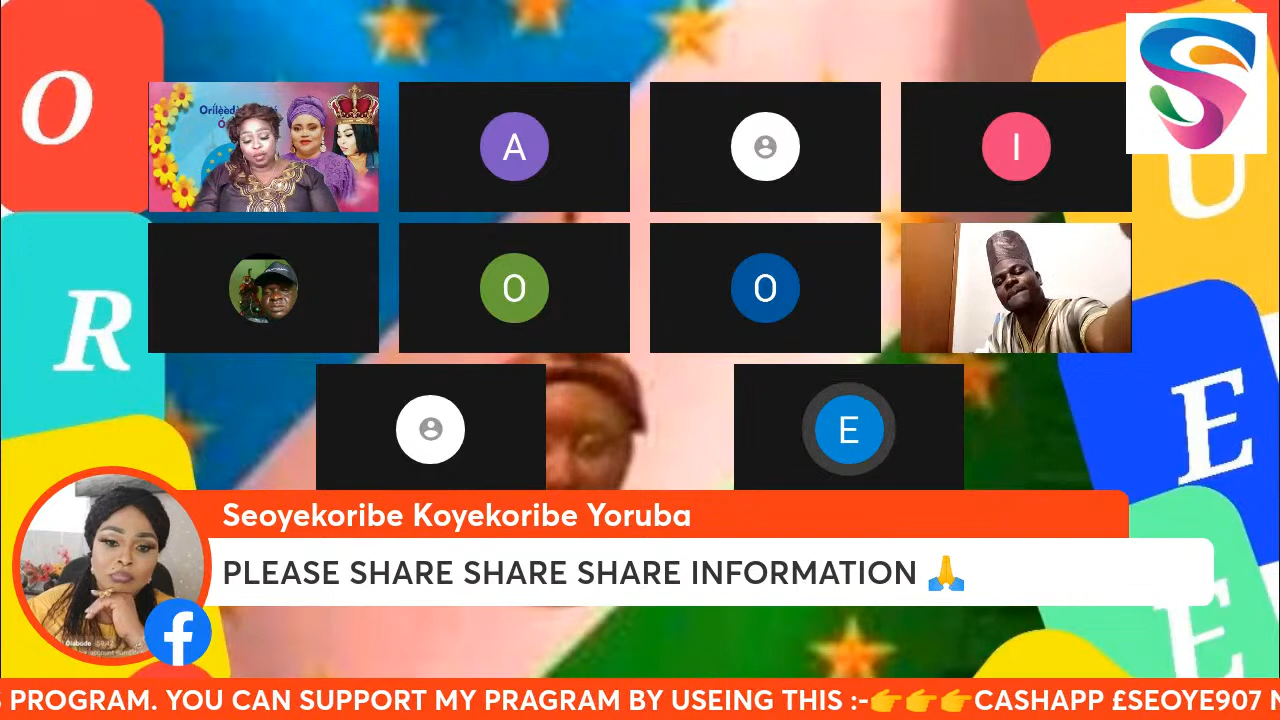 O
U
R
E
E
A
I
O
O
E
Seoyekoribe Koyekoribe Yoruba
PLEASE SHARE SHARE SHARE INFORMATION 🙏
S PROGRAM. YOU CAN SUPPORT MY PRAGRAM BY USEING THIS :-👉👉👉CASHAPP £SEOYE907